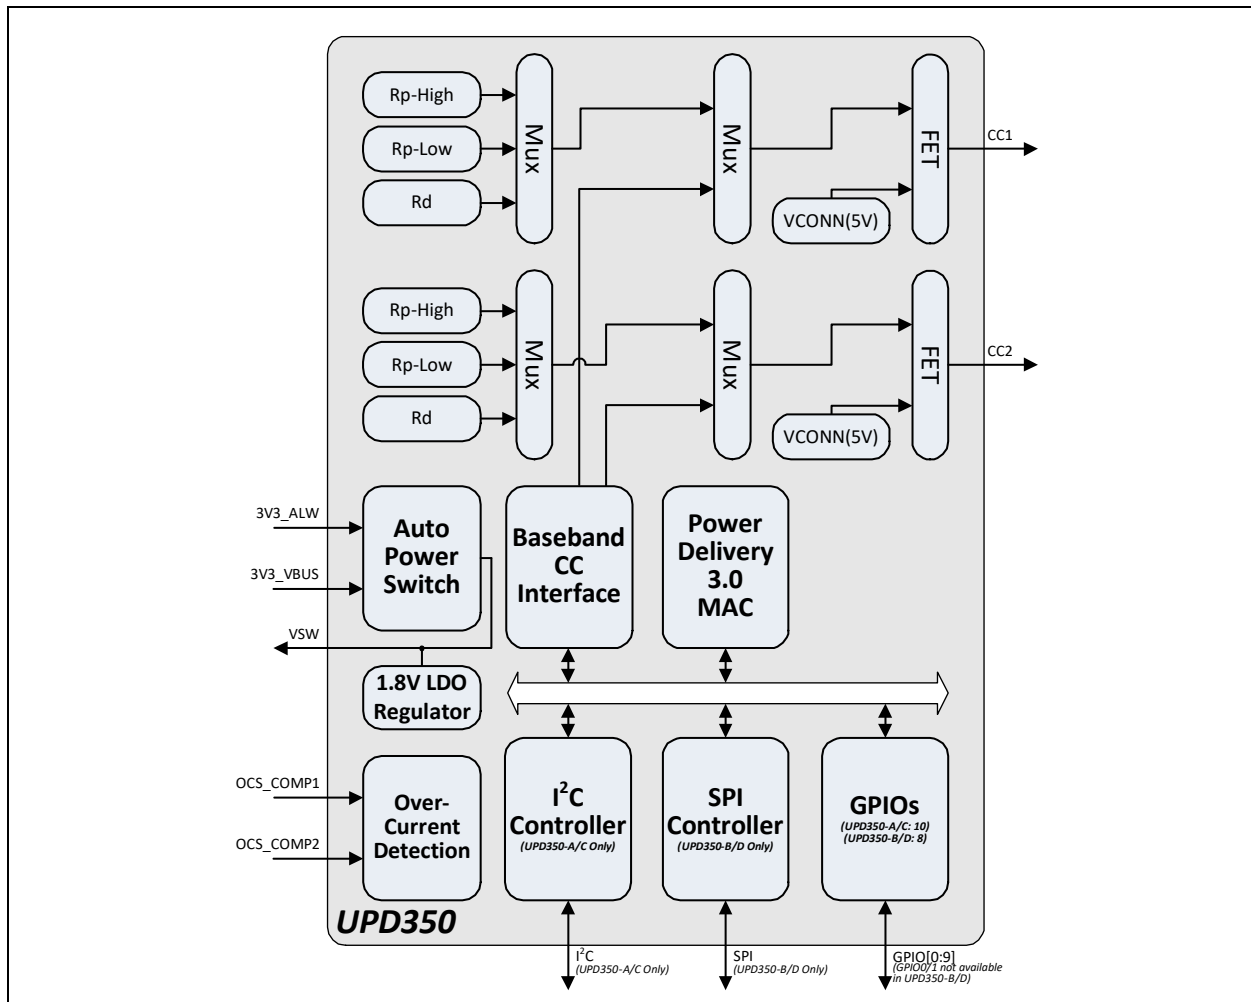 Rp-High
Rp-Low
Rd
Mux
Mux
VCONN(5V)
FET
CC1
Rp-High
Rp-Low
Rd
Mux
Mux
VCONN(5V)
FET
CC2
3V3_ALW
3V3_VBUS
VSW
Auto
Power
Switch
Baseband
CC
Interface
Power
Delivery
3.0
MAC
1.8V LDO
Regulator
OCS_COMP1
OCS_COMP2
Over-
Current
Detection
I²C
Controller
(UPD350-A/C Only)
SPI
Controller
(UPD350-B/D Only)
GPIOs
(UPD350-A/C: 10)
(UPD350-B/D: 8)
UPD350
I²C
(UPD350-A/C Only)
SPI
(UPD350-B/D Only)
GPIO[0:9]
(GPIO0/1 not available
in UPD350-B/D)